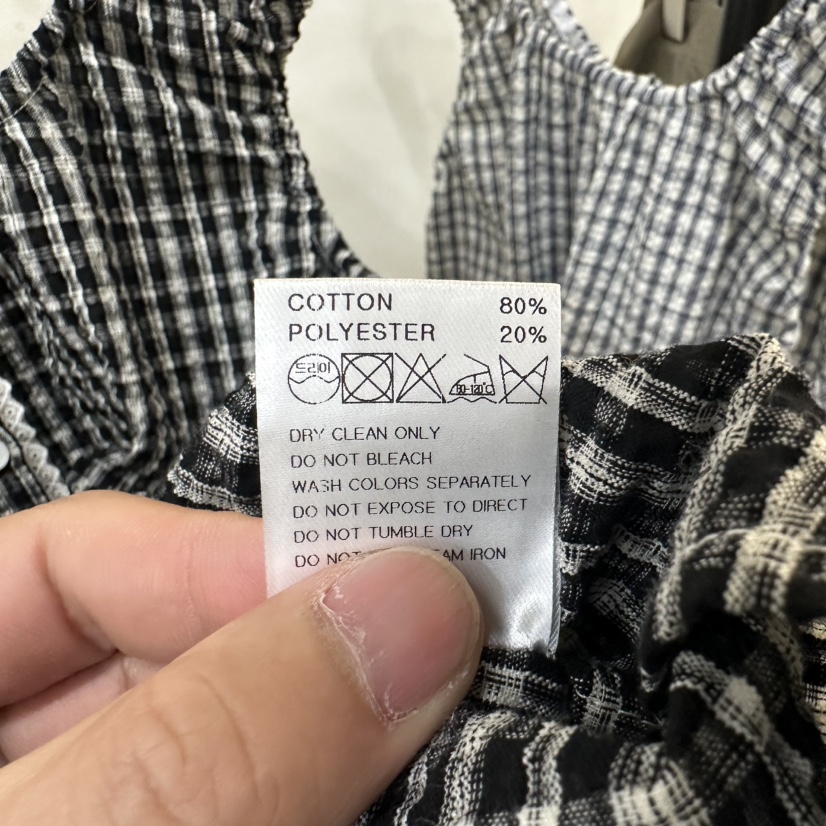 COTTON 80%
POLYESTER 20%
드라이 80-120℃
DRY CLEAN ONLY
DO NOT BLEACH
WASH COLORS SEPARATELY
DO NOT EXPOSE TO DIRECT
DO NOT TUMBLE DRY
DO NOT IRON